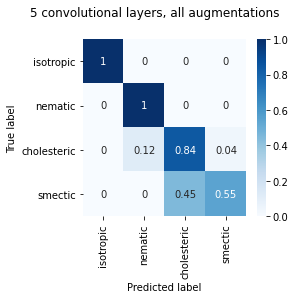 5 convolutional layers, all augmentations
True label
isotropic 1 0 0 0
nematic 0 1 0 0
cholesteric 0 0.12 0.84 0.04
smectic 0 0 0.45 0.55
isotropic
nematic
cholesteric
smectic
Predicted label
1.0
0.8
0.6
0.4
0.2
0.0